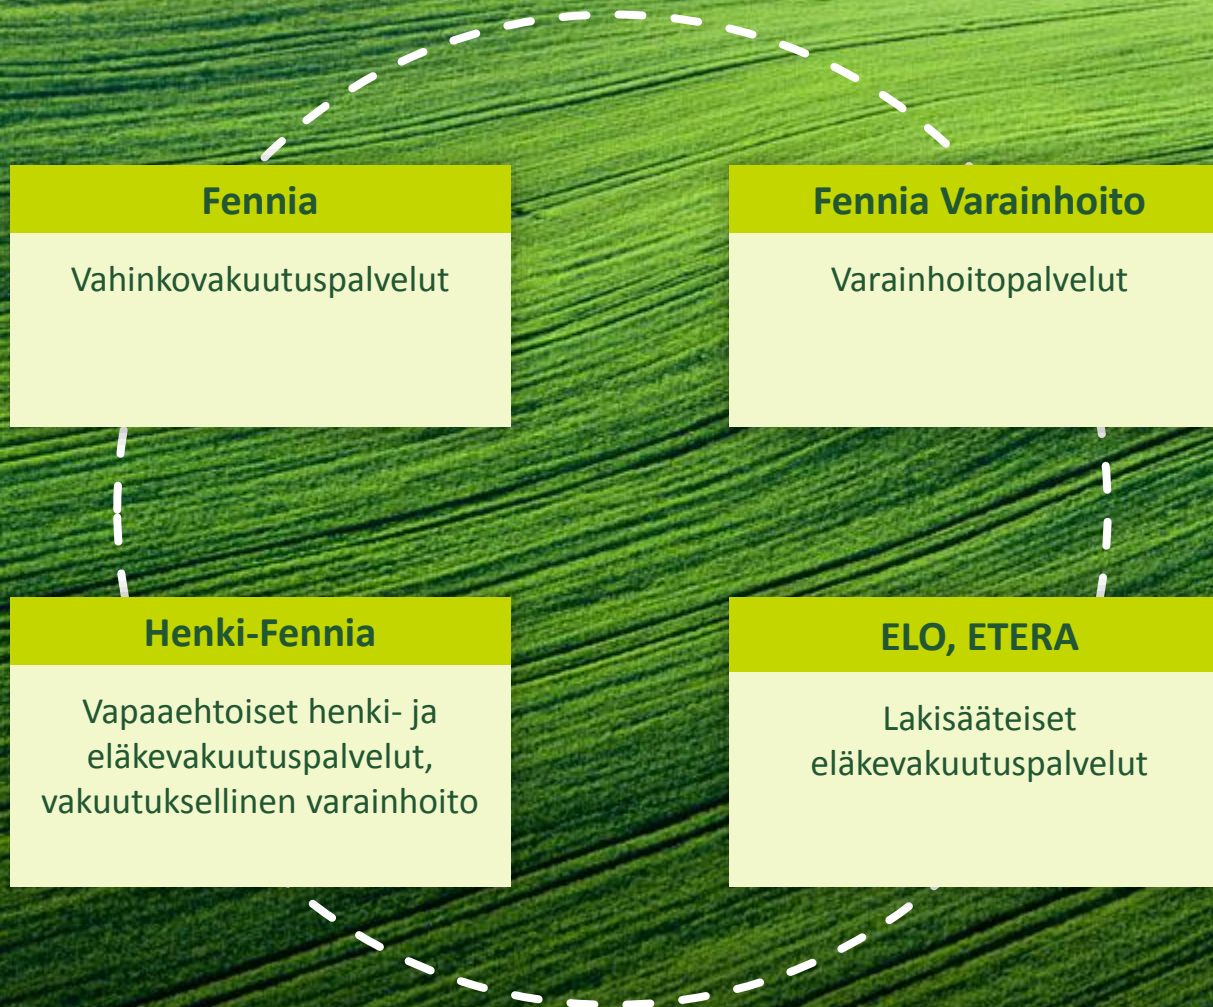 Fennia
Vahinkovakuutuspalvelut
Fennia Varainhoito
Varainhoitopalvelut
Henki-Fennia
Vapaaehtoiset henki- ja
eläkevakuutuspalvelut,
vakuutuksellinen varainhoito
ELO, ETERA
Lakisääteiset
eläkevakuutuspalvelut